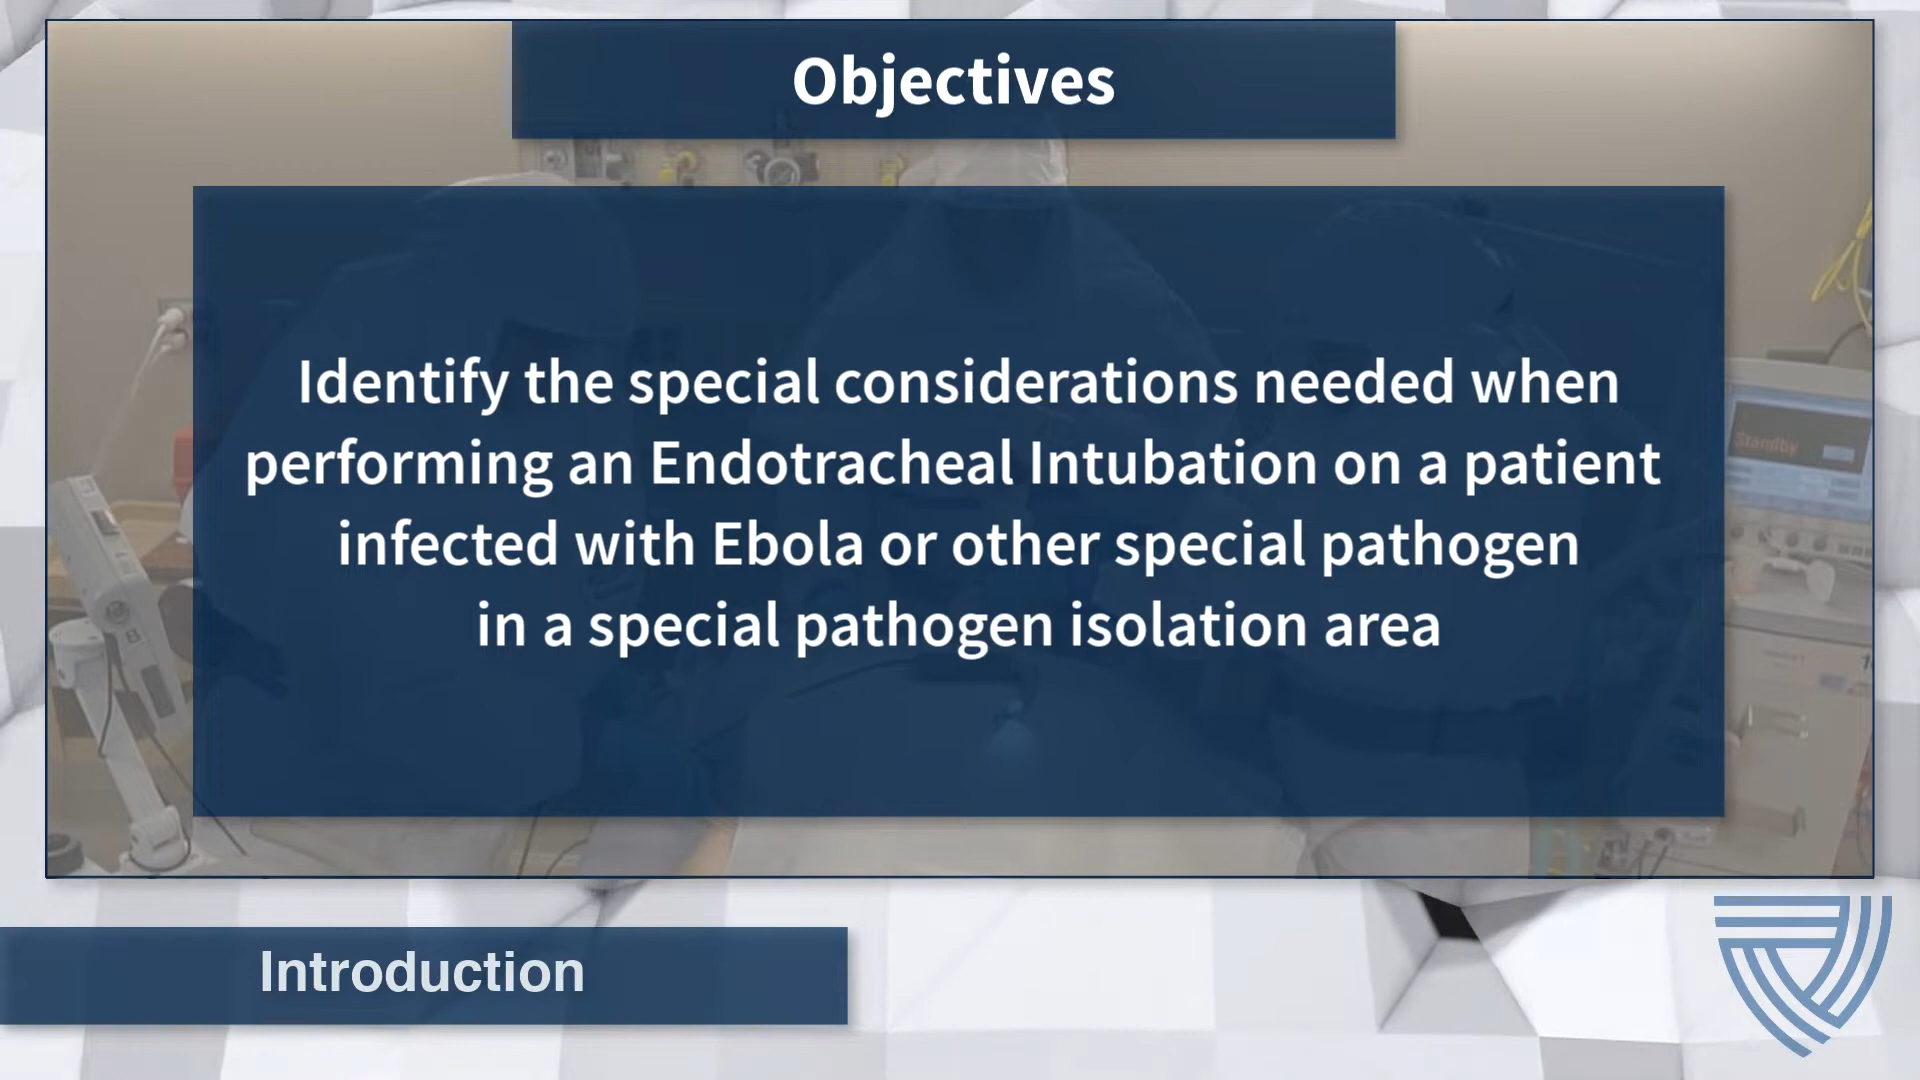 Objectives
Identify the special considerations needed when
performing an Endotracheal Intubation on a patient
infected with Ebola or other special pathogen
in a special pathogen isolation area
Standby
Introduction